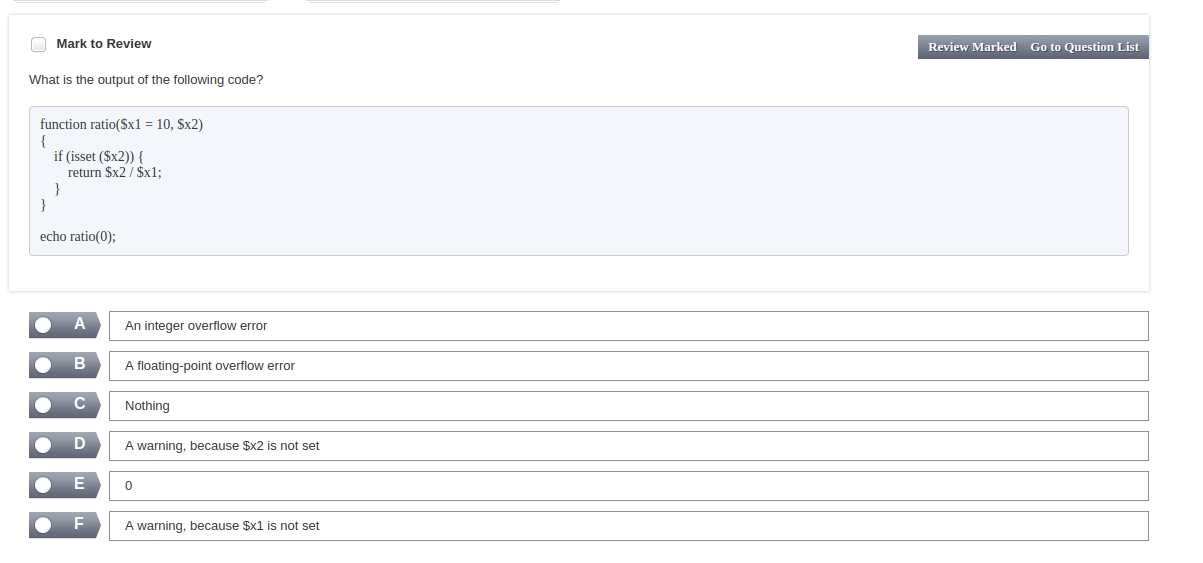 Mark to Review
Review Marked Go to Question List
What is the output of the following code?
function ratio($x1 = 10, $x2)
{
    if (isset ($x2)) {
        return $x2 / $x1;
    }
}

echo ratio(0);
A An integer overflow error
B A floating-point overflow error
C Nothing
D A warning, because $x2 is not set
E 0
F A warning, because $x1 is not set